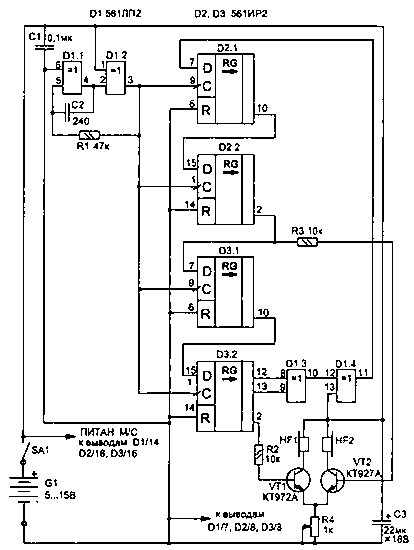 D1 561ЛП2 D2, D3 561ИР2
C1 0,1мк
D1.1 D1.2
6 =1 4 1 =1 3
5 2
C2
240
R1 47к
D2.1
7 D RG
9 C
6 R
10
D2.2
15 D RG
1 C
14 R
2
R3 10к
D3.1
7 D RG
9 C
6 R
10
D3.2
15 D RG
1 C
14 R
12 8 D1.3 =1 10 12 D1.4 =1 11
13 9 13
2
R2
10к
HF1 HF2
VT1
КТ972А
VT2
КТ927А
R4
1к
C3
22мк
×16В
ПИТАН М/С
к выводам D1/14
D2/16, D3/16
SA1
+
G1
5...15В
к выводам
D1/7, D2/8, D3/8
+